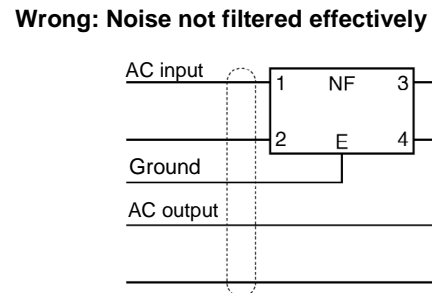 Wrong: Noise not filtered effectively
AC input
1 NF 3
2 E 4
Ground
AC output